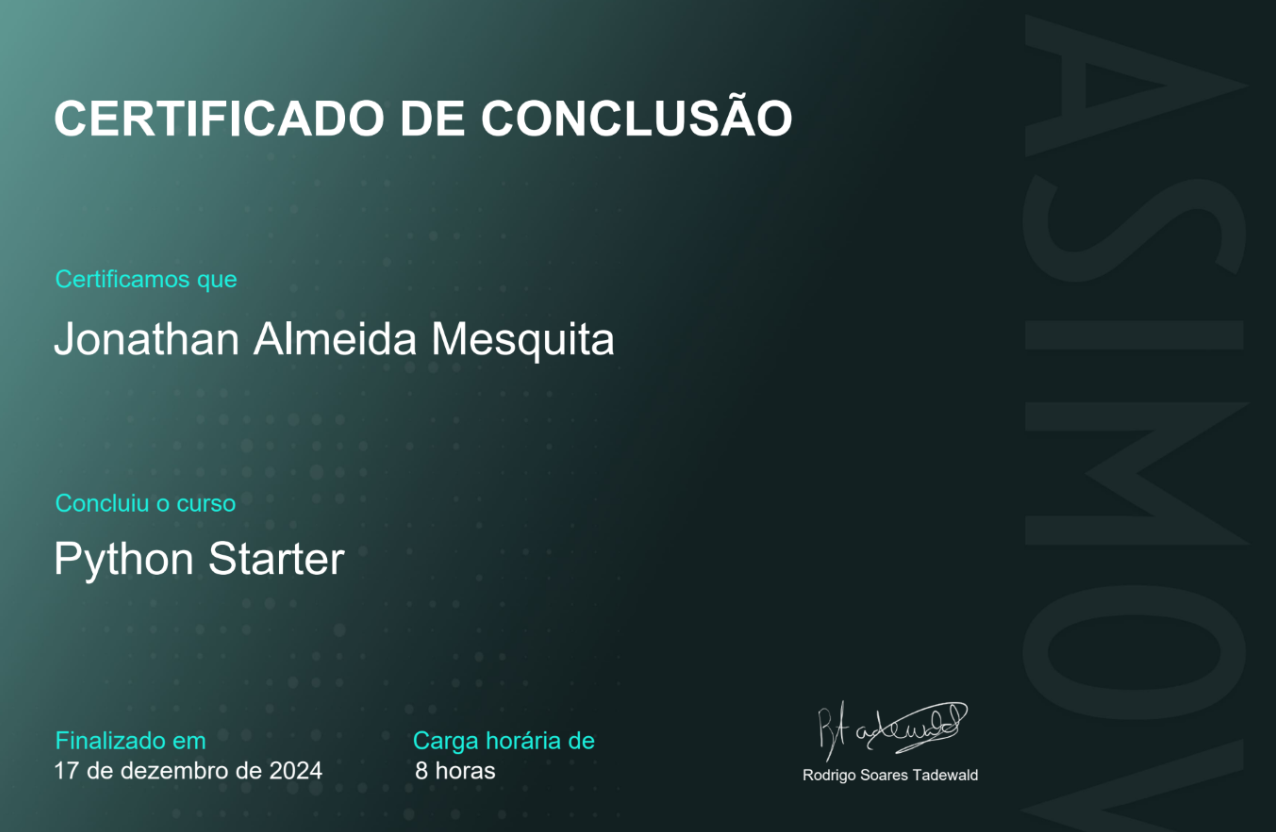 CERTIFICADO DE CONCLUSÃO
Certificamos que
Jonathan Almeida Mesquita
Concluiu o curso
Python Starter
Finalizado em
17 de dezembro de 2024
Carga horária de
8 horas
Rtadewald
Rodrigo Soares Tadewald
ASIMOV